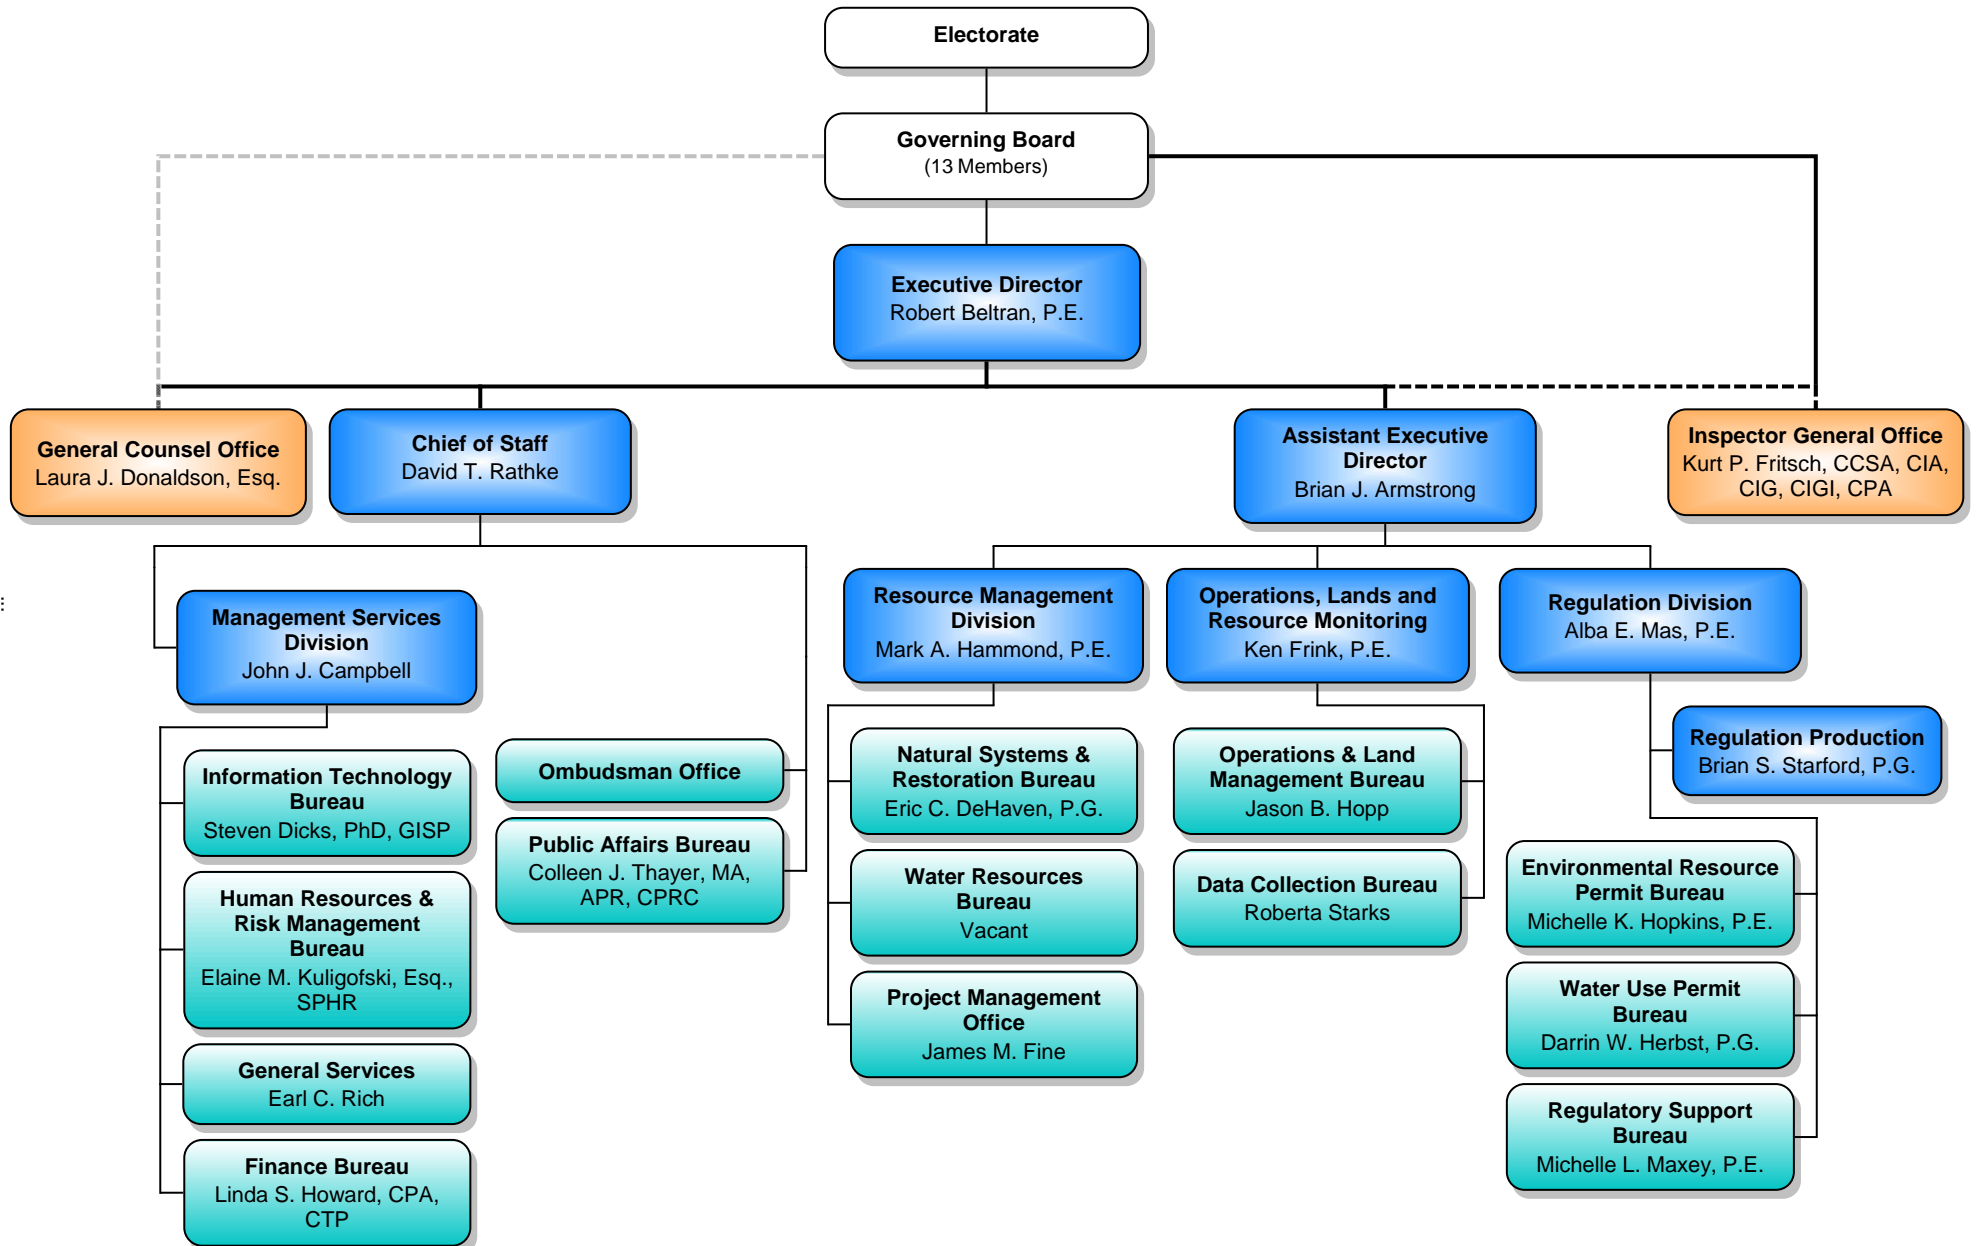 Electorate
Governing Board
(13 Members)
Executive Director
Robert Beltran, P.E.
General Counsel Office
Laura J. Donaldson, Esq.
Chief of Staff
David T. Rathke
Assistant Executive
Director
Brian J. Armstrong
Inspector General Office
Kurt P. Fritsch, CCSA, CIA,
CIG, CIGI, CPA
Management Services
Division
John J. Campbell
Resource Management
Division
Mark A. Hammond, P.E.
Operations, Lands and
Resource Monitoring
Ken Frink, P.E.
Regulation Division
Alba E. Mas, P.E.
Regulation Production
Brian S. Starford, P.G.
Information Technology
Bureau
Steven Dicks, PhD, GISP
Human Resources &
Risk Management
Bureau
Elaine M. Kuligofski, Esq.,
SPHR
General Services
Earl C. Rich
Finance Bureau
Linda S. Howard, CPA,
CTP
Ombudsman Office
Public Affairs Bureau
Colleen J. Thayer, MA,
APR, CPRC
Natural Systems &
Restoration Bureau
Eric C. DeHaven, P.G.
Water Resources
Bureau
Vacant
Project Management
Office
James M. Fine
Operations & Land
Management Bureau
Jason B. Hopp
Data Collection Bureau
Roberta Starks
Environmental Resource
Permit Bureau
Michelle K. Hopkins, P.E.
Water Use Permit
Bureau
Darrin W. Herbst, P.G.
Regulatory Support
Bureau
Michelle L. Maxey, P.E.